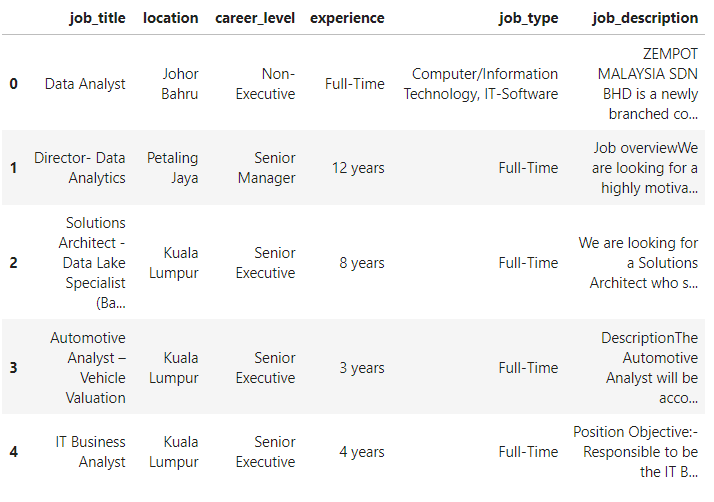 job_title location career_level experience job_type job_description
0 Data Analyst Johor Bahru Non-Executive Full-Time Computer/Information Technology, IT-Software ZEMPOT MALAYSIA SDN BHD is a newly branched co...
1 Director- Data Analytics Petaling Jaya Senior Manager 12 years Full-Time Job overviewWe are looking for a highly motiva...
2 Solutions Architect - Data Lake Specialist (Ba... Kuala Lumpur Senior Executive 8 years Full-Time We are looking for a Solutions Architect who s...
3 Automotive Analyst – Vehicle Valuation Kuala Lumpur Senior Executive 3 years Full-Time DescriptionThe Automotive Analyst will be acco...
4 IT Business Analyst Kuala Lumpur Senior Executive 4 years Full-Time Position Objective:- Responsible to be the IT B...